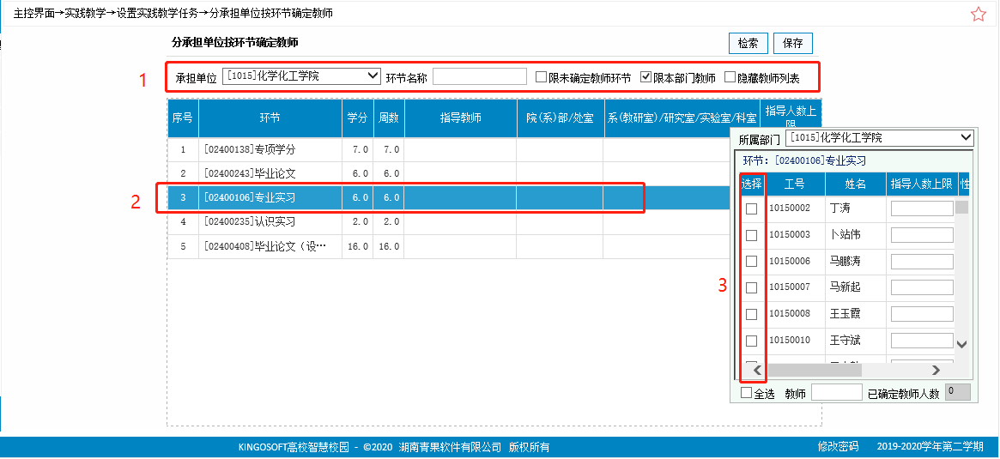 主控界面→实践教学→设置实践教学任务→分承担单位按环节确定教师
分承担单位按环节确定教师 检索 保存
1 承担单位 [1015]化学化工学院 环节名称 限未确定教师环节 限本部门教师 隐藏教师列表
序号 环节 学分 周数 指导教师 院(系)部/处室 系(教研室)/研究室/实验室/科室 指导人数上限
1 [02400138]专项学分 7.0 7.0
2 [02400243]毕业论文 6.0 6.0
2
3 [02400106]专业实习 6.0 6.0
4 [02400235]认识实习 2.0 2.0
5 [02400408]毕业论文（设… 16.0 16.0
所属部门 [1015]化学化工学院
环节: [02400106]专业实习
选择 工号 姓名 指导人数上限 性
10150002 丁涛
10150003 卜站伟
10150006 马鹏涛
3
10150007 马新起
10150008 王玉霞
10150010 王守斌
全选 教师 已确定教师人数 0
KINGOSOFT高校智慧校园 - ©2020 湖南青果软件有限公司 版权所有 修改密码 2019-2020学年第二学期